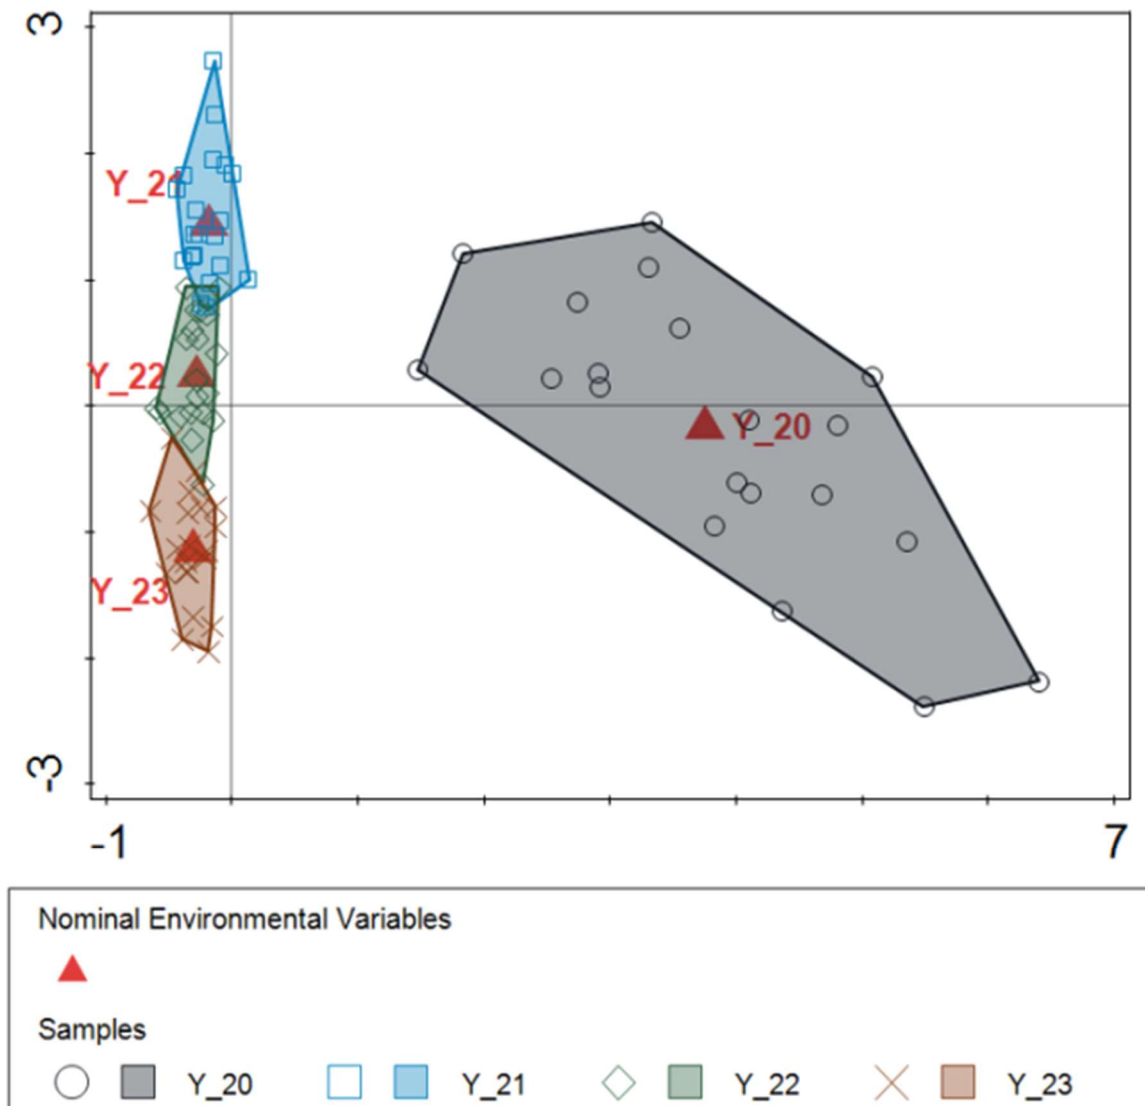 3
Y_21
Y_22
Y_20
Y_23
-3
-1 7
Nominal Environmental Variables
Samples
Y_20 Y_21 Y_22 Y_23